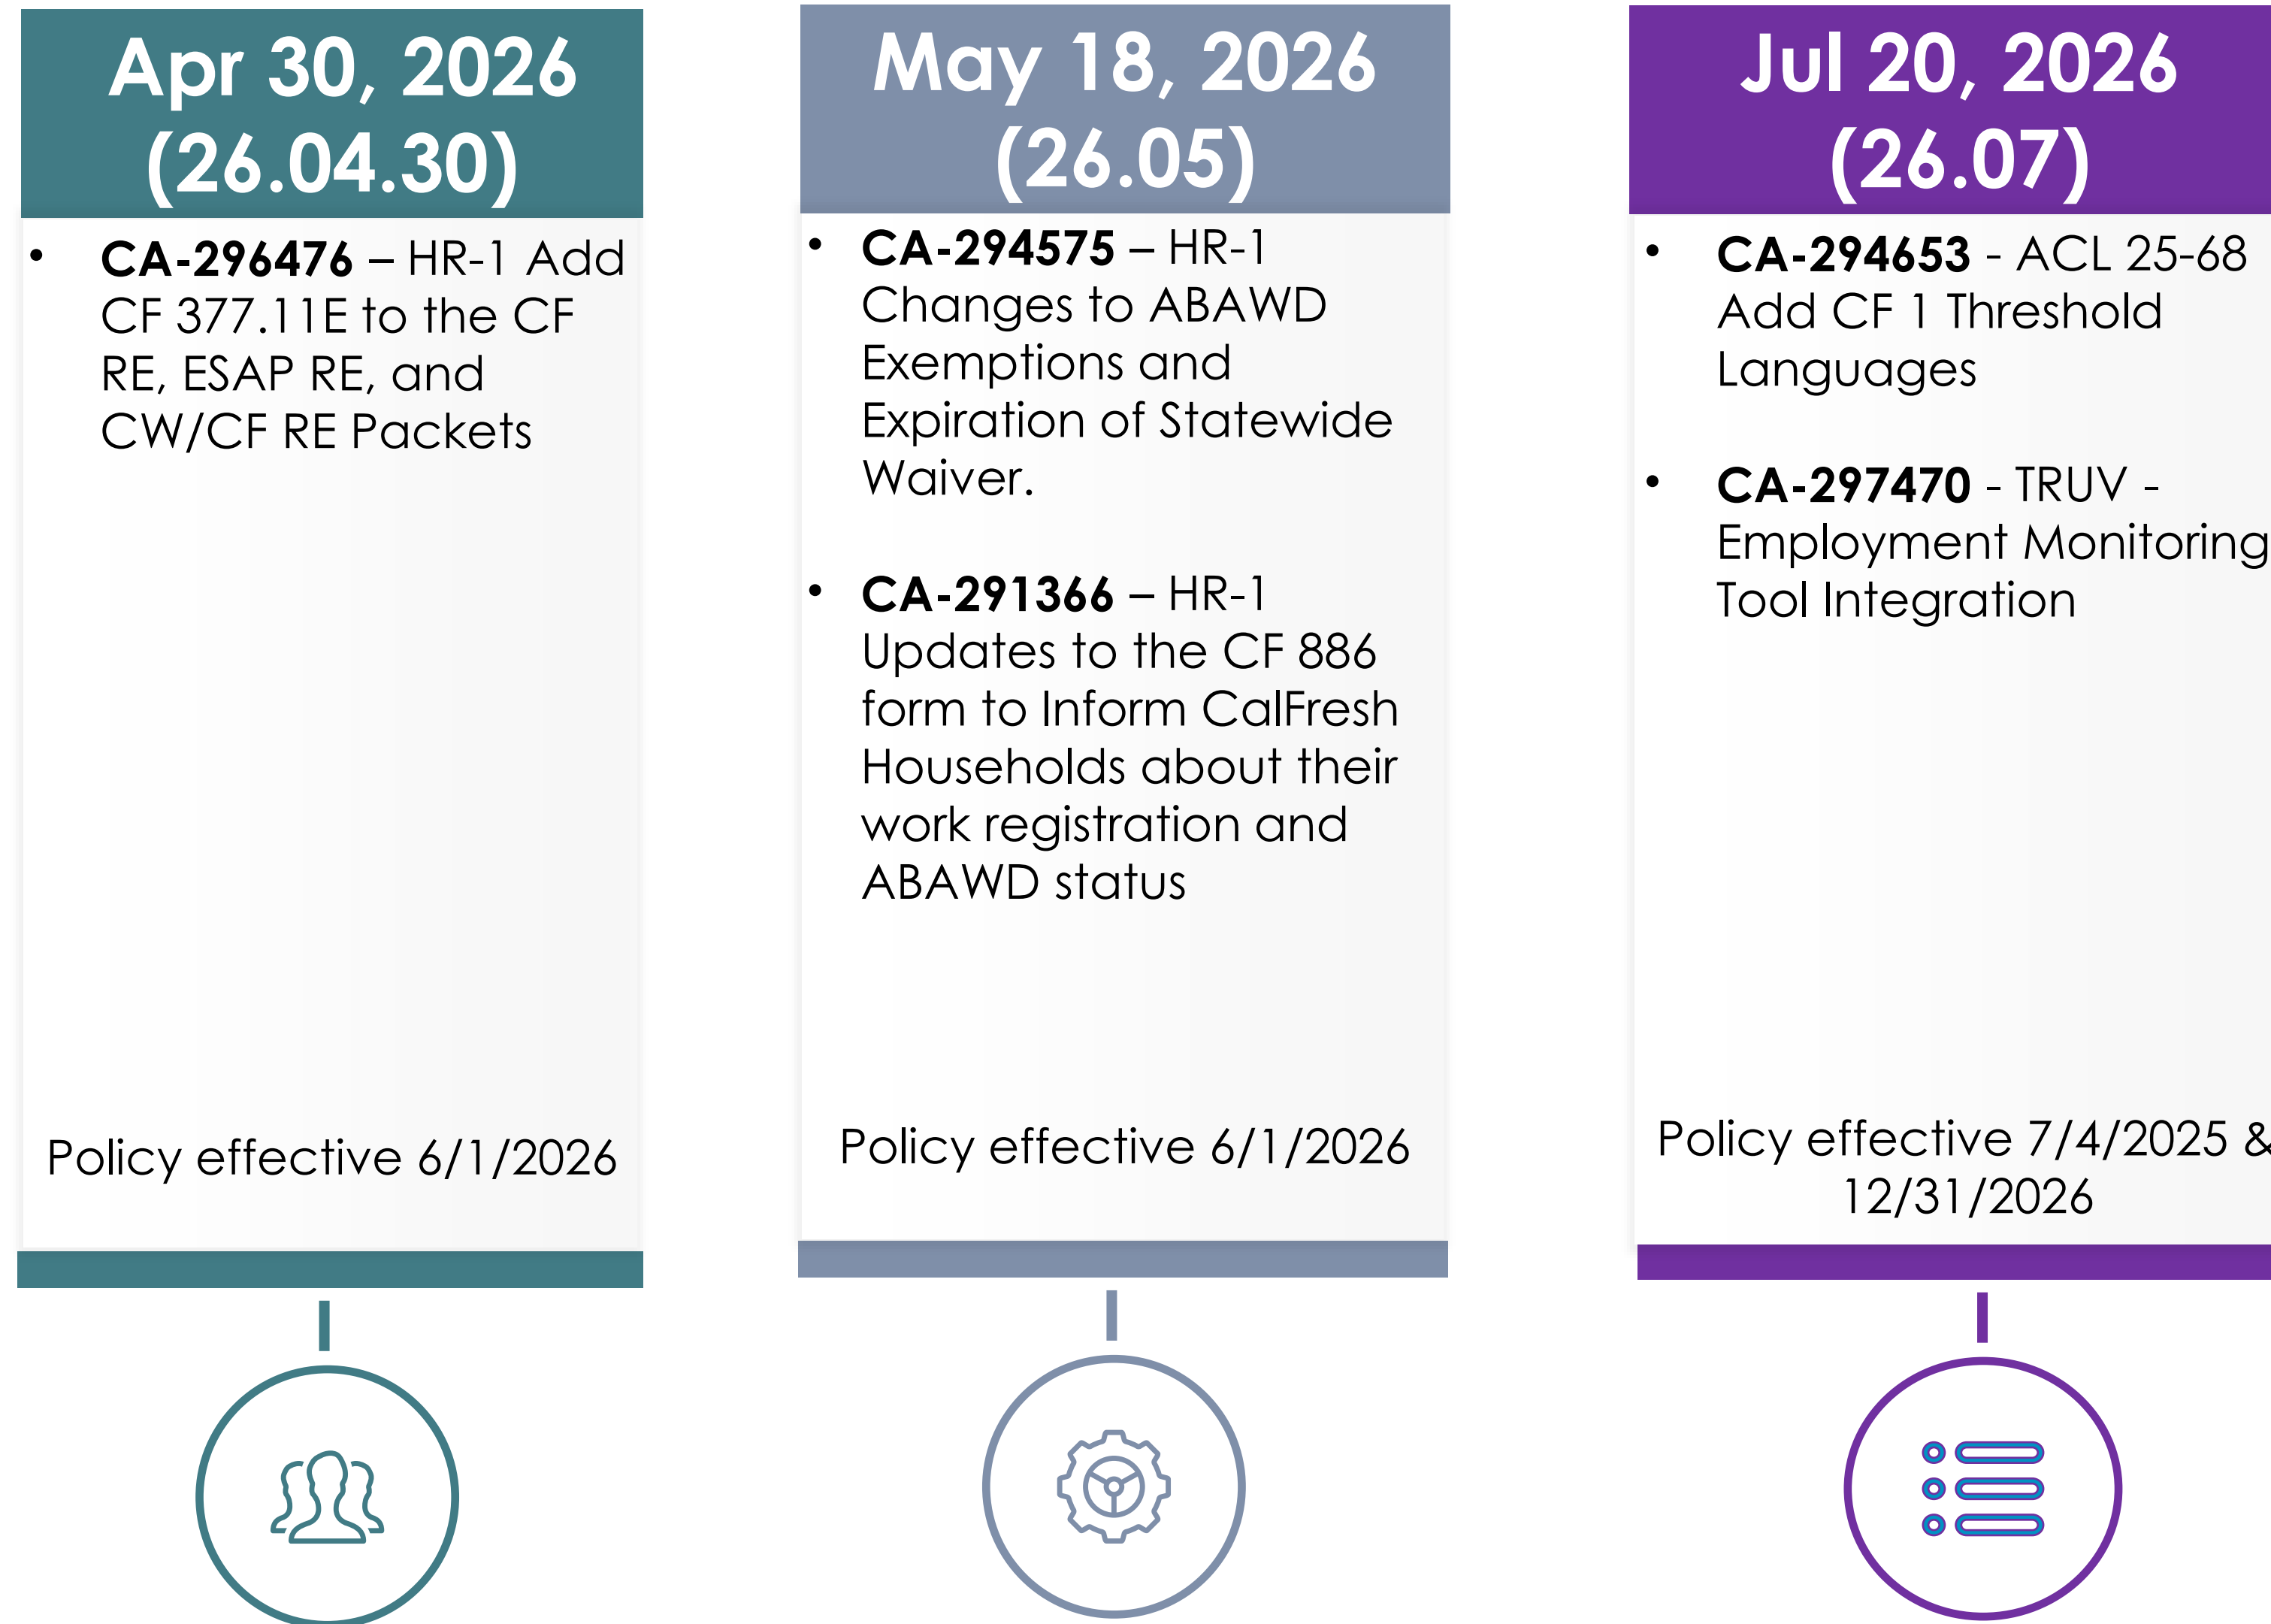 Apr 30, 2026
(26.04.30)
• CA-296476 – HR-1 Add
CF 377.11E to the CF
RE, ESAP RE, and
CW/CF RE Packets
Policy effective 6/1/2026
May 18, 2026
(26.05)
• CA-294575 – HR-1
Changes to ABAWD
Exemptions and
Expiration of Statewide
Waiver.
• CA-291366 – HR-1
Updates to the CF 886
form to Inform CalFresh
Households about their
work registration and
ABAWD status
Policy effective 6/1/2026
Jul 20, 2026
(26.07)
• CA-294653 - ACL 25-68
Add CF 1 Threshold
Languages
• CA-297470 - TRUV -
Employment Monitoring
Tool Integration
Policy effective 7/4/2025 &
12/31/2026